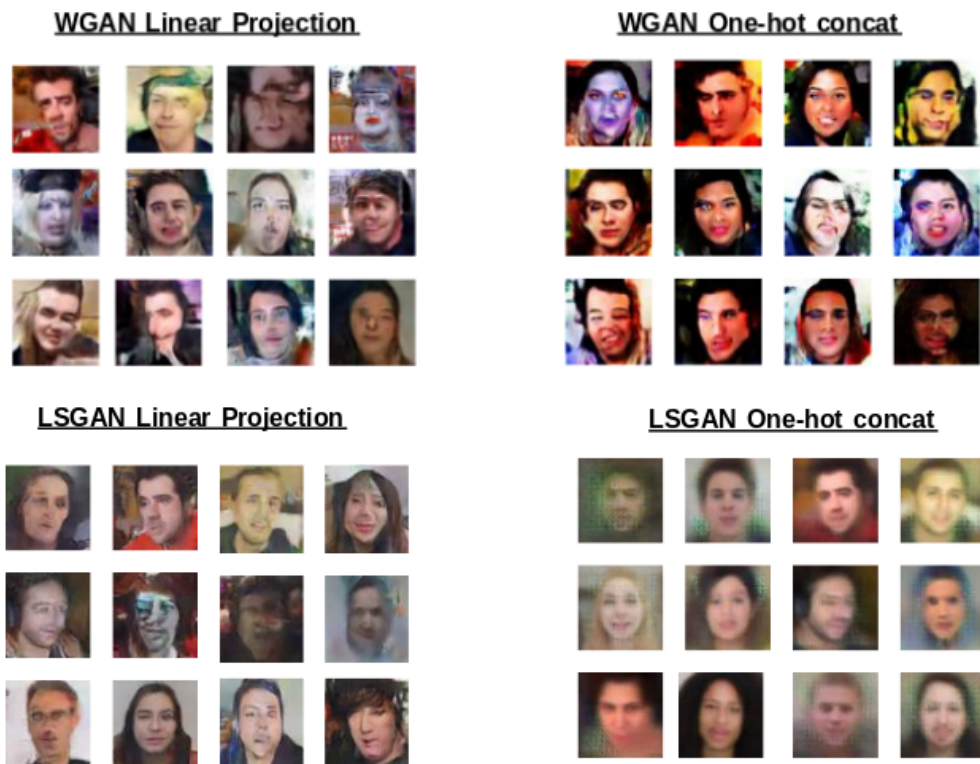 WGAN Linear Projection
WGAN One-hot concat
LSGAN Linear Projection
LSGAN One-hot concat